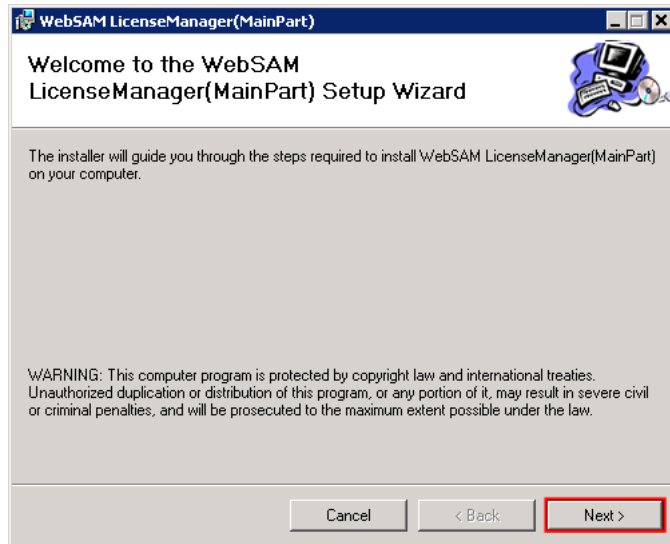 WebSAM LicenseManager(MainPart)
Welcome to the WebSAM
LicenseManager(MainPart) Setup Wizard
The installer will guide you through the steps required to install WebSAM LicenseManager(MainPart)
on your computer.
WARNING: This computer program is protected by copyright law and international treaties.
Unauthorized duplication or distribution of this program, or any portion of it, may result in severe civil
or criminal penalties, and will be prosecuted to the maximum extent possible under the law.
Cancel
< Back
Next >